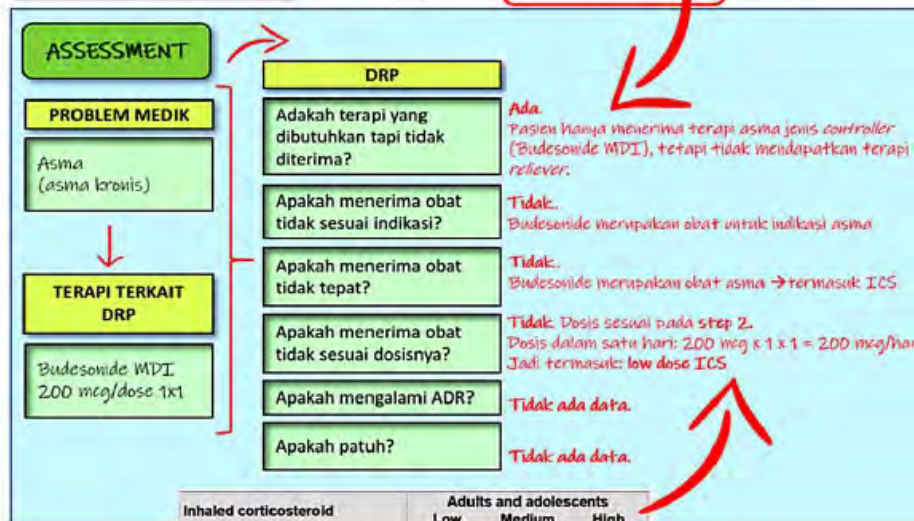 ASSESSMENT
PROBLEM MEDIK
Asma
(asma kronis)
TERAPI TERKAIT
DRP
Budesonide MDI
200 mcg/dose 1x1
DRP
Adakah terapi yang
dibutuhkan tapi tidak
diterima?
Ada.
Pasien hanya menerima terapi asma jenis controller
(Budesonide MDI), tetapi tidak mendapatkan terapi
reliever.
Apakah menerima obat
tidak sesuai indikasi?
Tidak.
Budesonide merupakan obat untuk indikasi asma
Apakah menerima obat
tidak tepat?
Tidak.
Budesonide merupakan obat asma → termasuk ICS
Apakah menerima obat
tidak sesuai dosisnya?
Tidak. Dosis sesuai pada step 2.
Dosis dalam satu hari: 200 mcg x 1 x 1 = 200 mcg/har
Jadi termasuk: low dose ICS
Apakah mengalami ADR?
Tidak ada data.
Apakah patuh?
Tidak ada data.
Inhaled corticosteroid
Adults and adolescents
Low Medium High